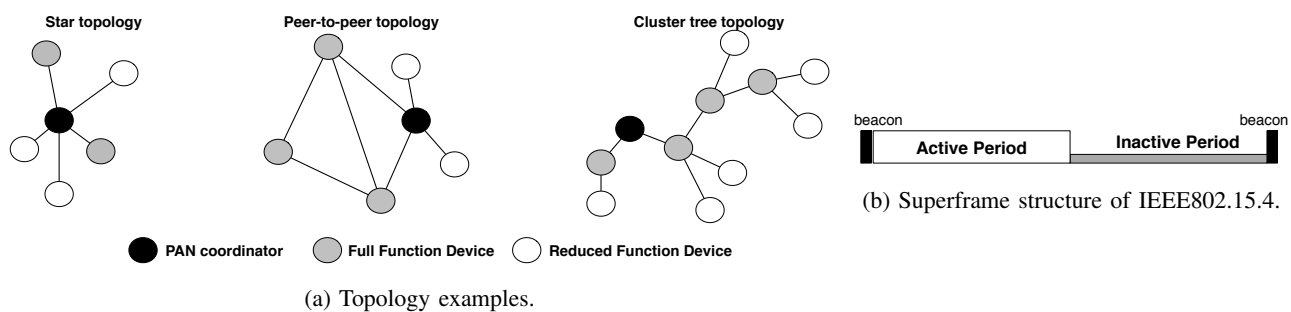 Star topology
Peer-to-peer topology
Cluster tree topology
beacon
beacon
Active Period
Inactive Period
(b) Superframe structure of IEEE802.15.4.
PAN coordinator
Full Function Device
Reduced Function Device
(a) Topology examples.